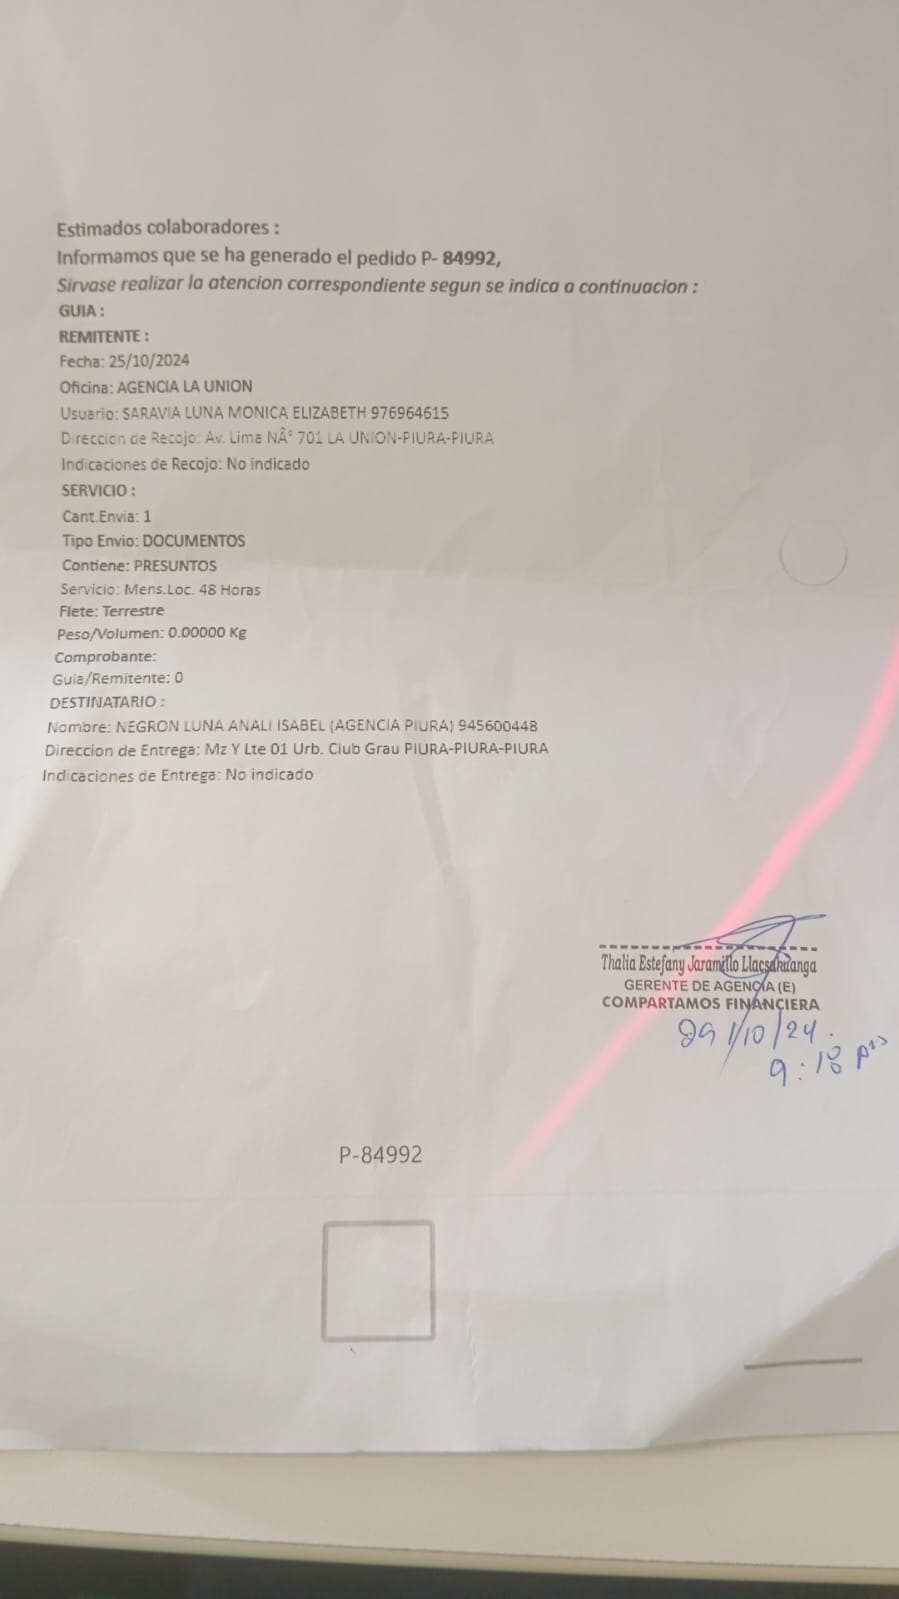 Estimados colaboradores :
Informamos que se ha generado el pedido P- 84992,
Sirvase realizar la atencion correspondiente segun se indica a continuacion :
GUIA :
REMITENTE :
Fecha: 25/10/2024
Oficina: AGENCIA LA UNION
Usuario: SARAVIA LUNA MONICA ELIZABETH 976964615
Direccion de Recojo: Av. Lima NÂ° 701 LA UNION-PIURA-PIURA
Indicaciones de Recojo: No indicado
SERVICIO :
Cant.Envia: 1
Tipo Envio: DOCUMENTOS
Contiene: PRESUNTOS
Servicio: Mens.Loc. 48 Horas
Flete: Terrestre
Peso/Volumen: 0.00000 Kg
Comprobante:
Guia/Remitente: 0
DESTINATARIO :
Nombre: NEGRON LUNA ANALI ISABEL (AGENCIA PIURA) 945600448
Direccion de Entrega: Mz Y Lte 01 Urb. Club Grau PIURA-PIURA-PIURA
Indicaciones de Entrega: No indicado
Thalia Estefany Jaramillo Llacsahuanga
GERENTE DE AGENCIA (E)
COMPARTAMOS FINANCIERA
29/10/24.
9:18
P-84992